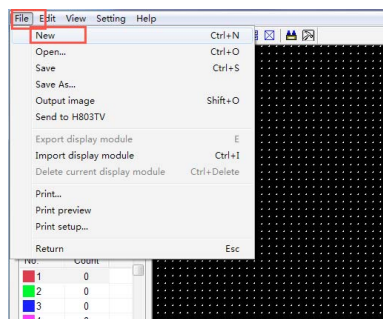 File Edit View Setting Help
New Ctrl+N
Open... Ctrl+O
Save Ctrl+S
Save As...
Output image Shift+O
Send to H803TV
Export display module E
Import display module Ctrl+I
Delete current display module Ctrl+Delete
Print...
Print preview
Print setup...
Return Esc
No. Count
1 0
2 0
3 0